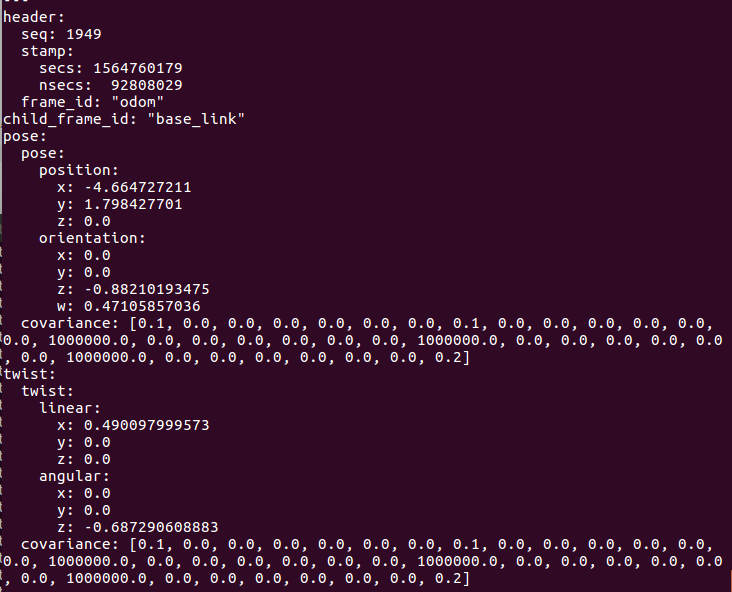 ---
header:
  seq: 1949
  stamp:
    secs: 1564760179
    nsecs:  92808029
  frame_id: "odom"
child_frame_id: "base_link"
pose:
  pose:
    position:
      x: -4.664727211
      y: 1.798427701
      z: 0.0
    orientation:
      x: 0.0
      y: 0.0
      z: -0.88210193475
      w: 0.47105857036
  covariance: [0.1, 0.0, 0.0, 0.0, 0.0, 0.0, 0.0, 0.1, 0.0, 0.0, 0.0, 0.0, 0.0,
0.0, 1000000.0, 0.0, 0.0, 0.0, 0.0, 0.0, 0.0, 1000000.0, 0.0, 0.0, 0.0, 0.0, 0.0
, 0.0, 1000000.0, 0.0, 0.0, 0.0, 0.0, 0.0, 0.0, 0.2]
twist:
  twist:
    linear:
      x: 0.490097999573
      y: 0.0
      z: 0.0
    angular:
      x: 0.0
      y: 0.0
      z: -0.687290608883
  covariance: [0.1, 0.0, 0.0, 0.0, 0.0, 0.0, 0.0, 0.1, 0.0, 0.0, 0.0, 0.0, 0.0,
0.0, 1000000.0, 0.0, 0.0, 0.0, 0.0, 0.0, 0.0, 1000000.0, 0.0, 0.0, 0.0, 0.0, 0.0
, 0.0, 1000000.0, 0.0, 0.0, 0.0, 0.0, 0.0, 0.0, 0.2]